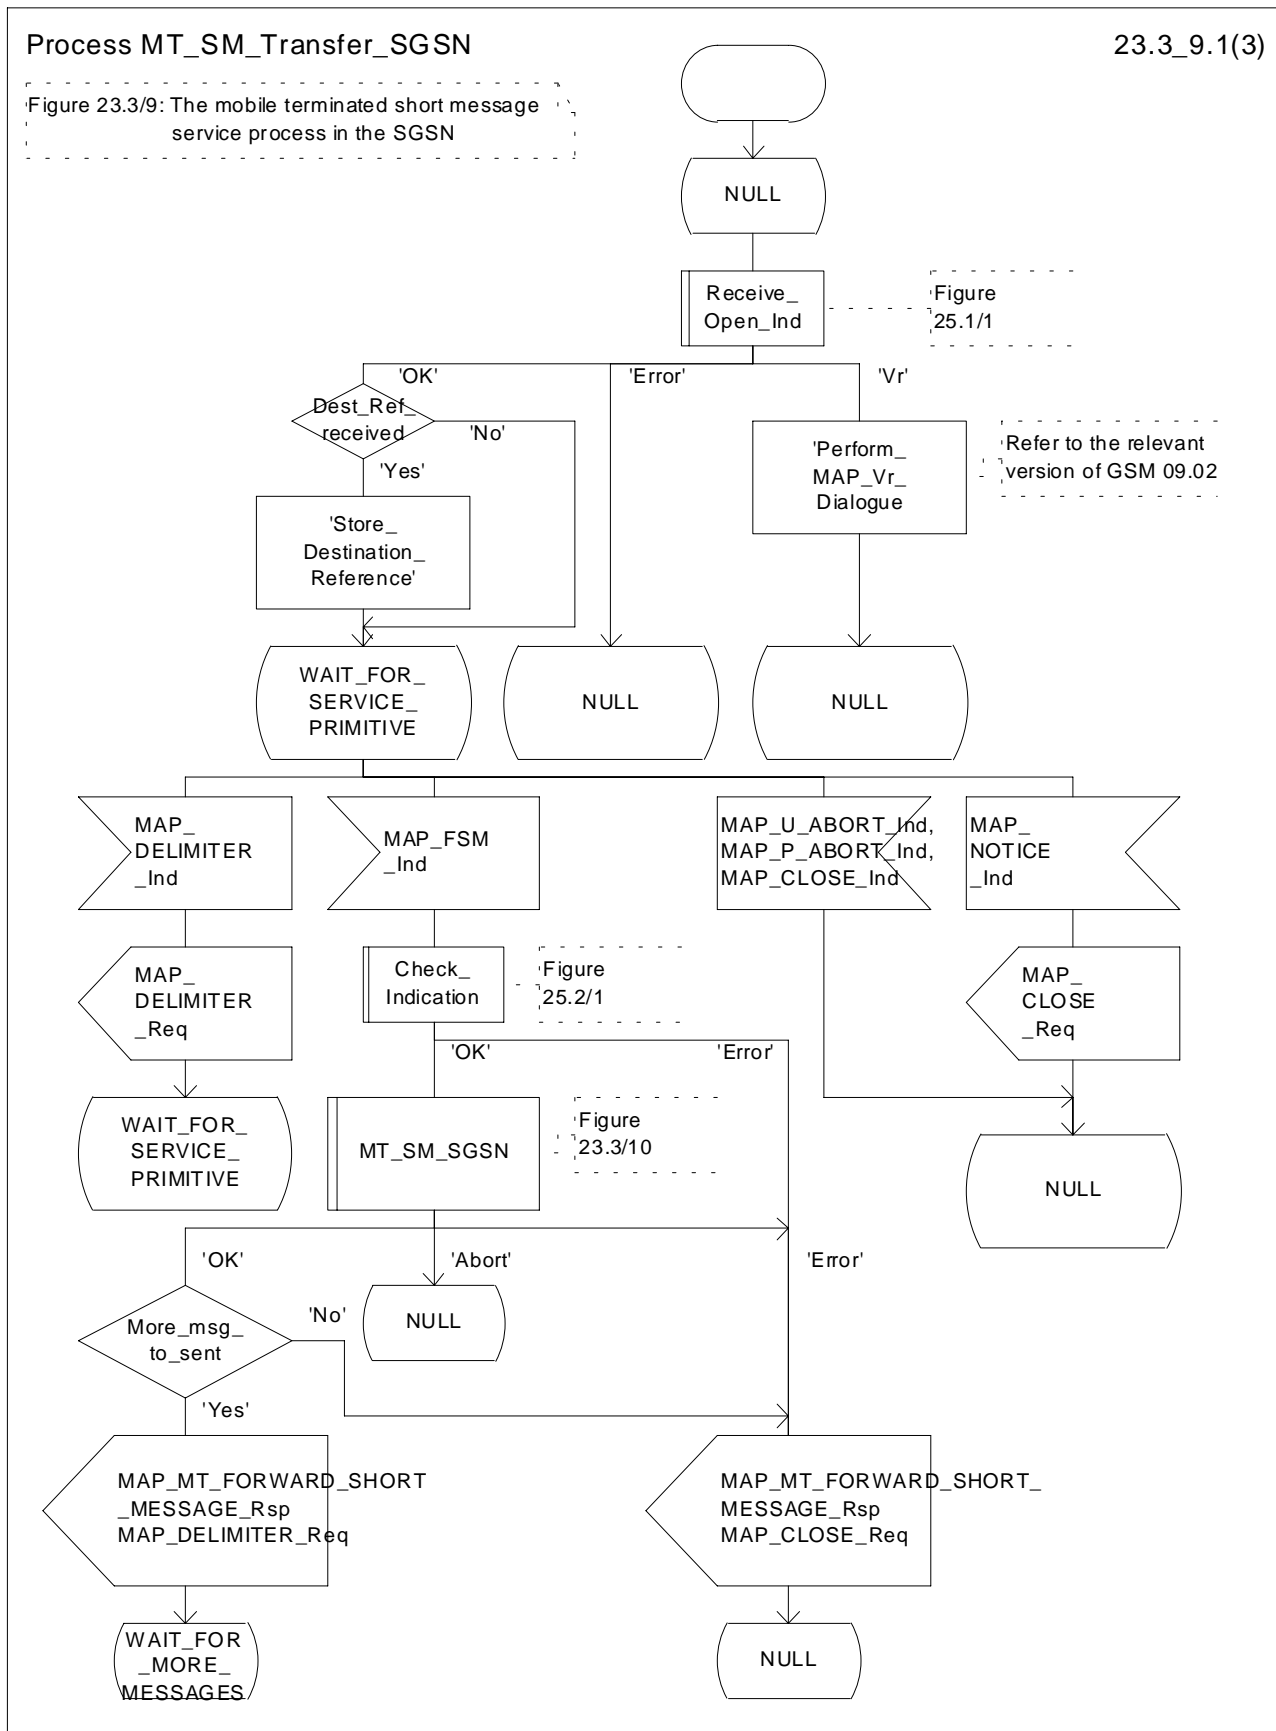 Process MT_SM_Transfer_SGSN
23.3_9.1(3)
Figure 23.3/9: The mobile terminated short message
service process in the SGSN
NULL
Receive_
Open_Ind
Figure
25.1/1
'OK'
'Error'
'Vr'
Dest_Ref_
received
'No'
'Yes'
'Perform_
MAP_Vr_
Dialogue
Refer to the relevant
version of GSM 09.02
'Store_
Destination_
Reference'
WAIT_FOR_
SERVICE_
PRIMITIVE
NULL
NULL
MAP_
DELIMITER
_Ind
MAP_FSM
_Ind
MAP_U_ABORT_Ind,
MAP_P_ABORT_Ind,
MAP_CLOSE_Ind
MAP_
NOTICE
_Ind
MAP_
DELIMITER
_Req
Check_
Indication
Figure
25.2/1
MAP_
CLOSE
_Req
'OK'
'Error'
WAIT_FOR_
SERVICE_
PRIMITIVE
MT_SM_SGSN
Figure
23.3/10
NULL
'OK'
'Abort'
'Error'
More_msg_
to_sent
'No'
NULL
'Yes'
MAP_MT_FORWARD_SHORT
_MESSAGE_Rsp
MAP_DELIMITER_Req
MAP_MT_FORWARD_SHORT_
MESSAGE_Rsp
MAP_CLOSE_Req
WAIT_FOR
_MORE_
MESSAGES
NULL